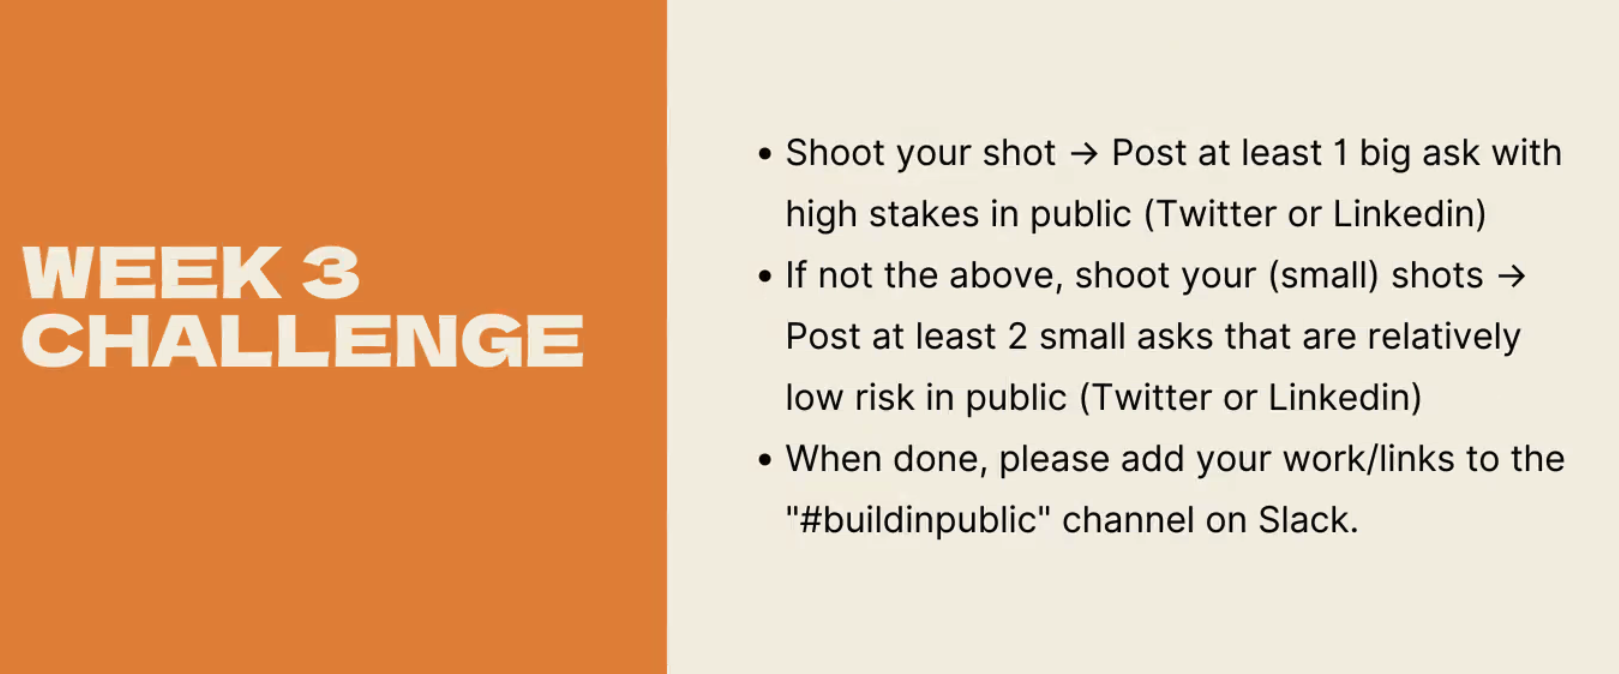 WEEK 3
CHALLENGE
• Shoot your shot → Post at least 1 big ask with
high stakes in public (Twitter or Linkedin)
• If not the above, shoot your (small) shots →
Post at least 2 small asks that are relatively
low risk in public (Twitter or Linkedin)
• When done, please add your work/links to the
"#buildinpublic" channel on Slack.